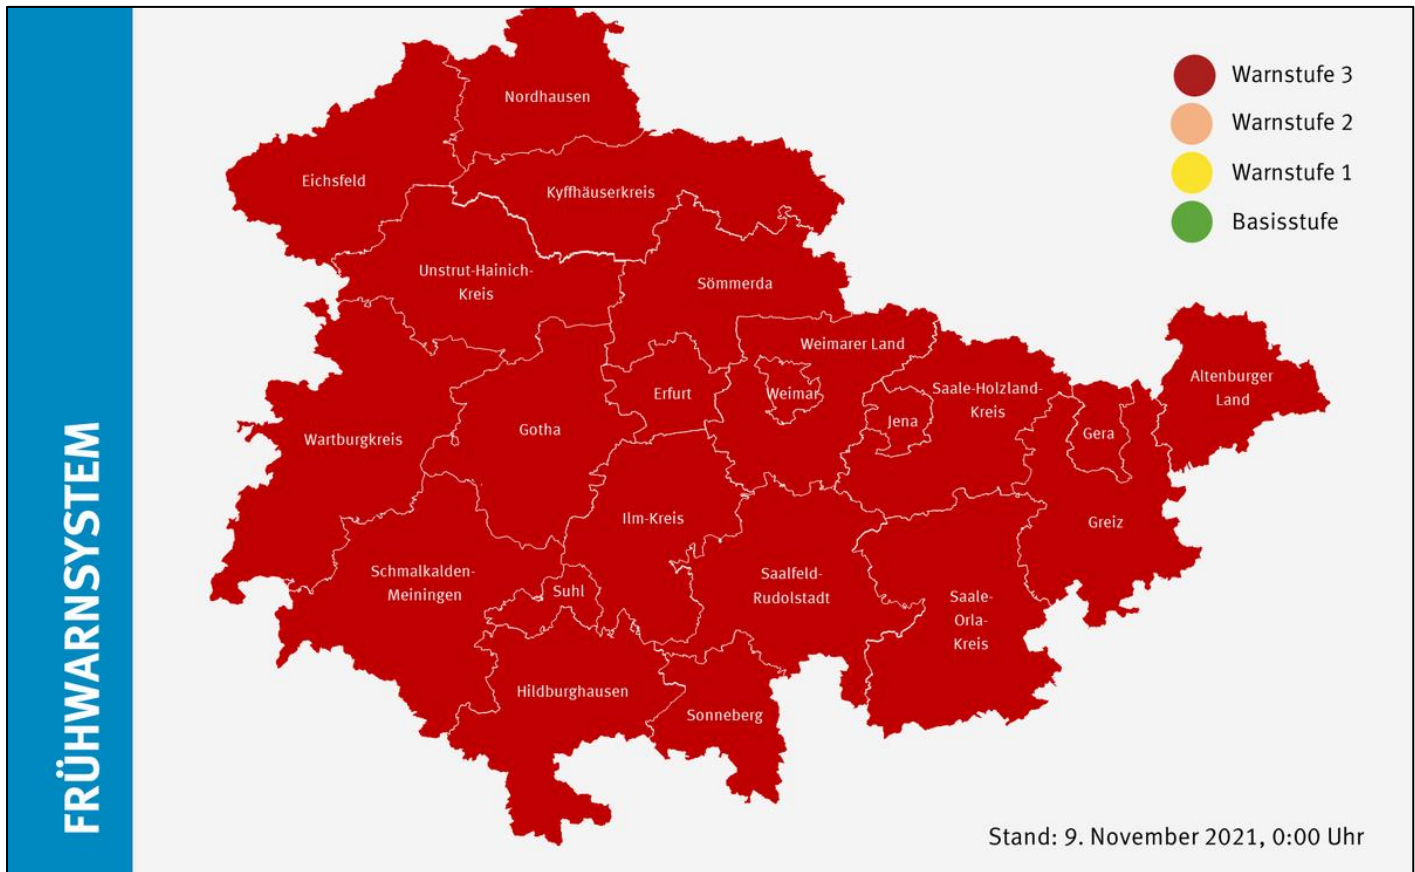 FRÜHWARNSYSTEM
Warnstufe 3
Warnstufe 2
Warnstufe 1
Basisstufe
Nordhausen
Eichsfeld
Kyffhäuserkreis
Unstrut-Hainich-
Kreis
Sömmerda
Weimarer Land
Weimar
Erfurt
Gotha
Wartburgkreis
Jena
Saale-Holzland-
Kreis
Gera
Altenburger
Land
Greiz
Ilm-Kreis
Schmalkalden-
Meiningen
Suhl
Saalfeld-
Rudolstadt
Saale-
Orla-
Kreis
Hildburghausen
Sonneberg
Stand: 9. November 2021, 0:00 Uhr